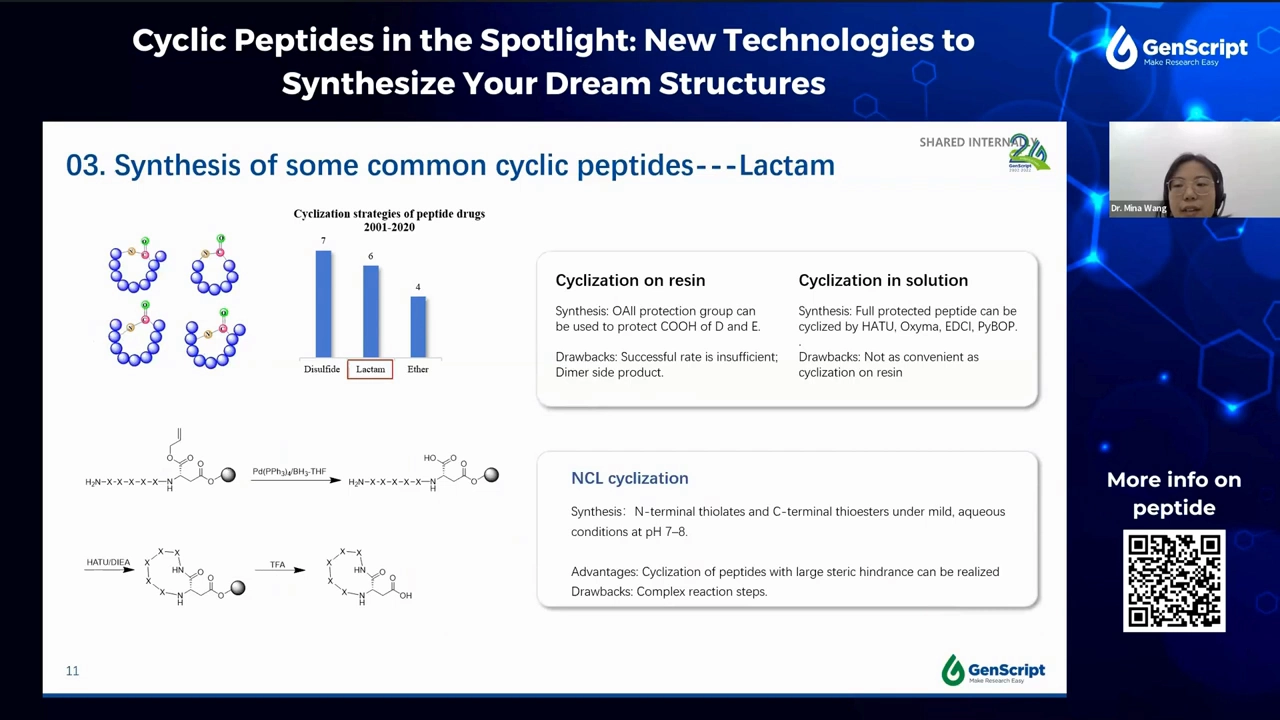 Cyclic Peptides in the Spotlight: New Technologies to
Synthesize Your Dream Structures
GenScript
Make Research Easy
SHARED INTERNALLY
03. Synthesis of some common cyclic peptides---Lactam
Dr. Mina Wang
Cyclization strategies of peptide drugs
2001-2020
7
6
4
Disulfide
Lactam
Ether
Cyclization on resin
Synthesis: OAll protection group can
be used to protect COOH of D and E.
Drawbacks: Successful rate is insufficient;
Dimer side product.
Cyclization in solution
Synthesis: Full protected peptide can be
cyclized by HATU, Oxyma, EDCI, PyBOP.
.
Drawbacks: Not as convenient as
cyclization on resin
H₂N-X-X-X-X-X-N
H
O
O
O
O
Pd(PPh₃)₄/BH₃-THF
H₂N-X-X-X-X-X-N
H
HO
O
O
O
NCL cyclization
Synthesis: N-terminal thiolates and C-terminal thioesters under mild, aqueous
conditions at pH 7–8.
Advantages: Cyclization of peptides with large steric hindrance can be realized
Drawbacks: Complex reaction steps.
HATU/DIEA
X
X
X
X
X
HN
O
N
H
O
O
TFA
X
X
X
X
X
HN
O
N
H
O
OH
More info on
peptide
11
GenScript
Make Research Easy